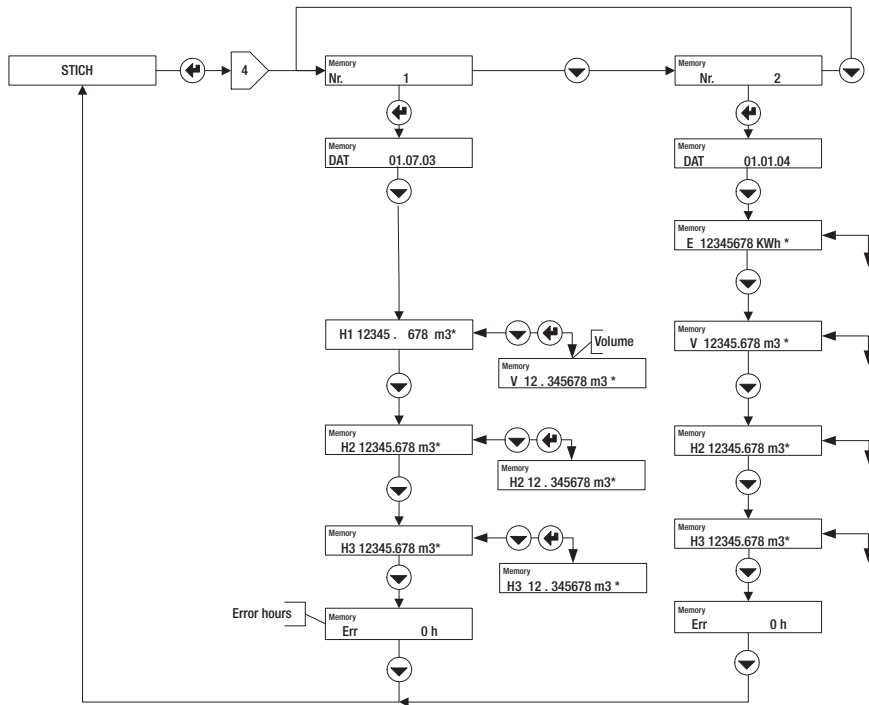 STICH
4
Memory
Nr. 1
Memory
Nr. 2
Memory
DAT 01.07.03
Memory
DAT 01.01.04
Memory
E 12345678 KWh *
H1 12345 . 678 m3*
Volume
Memory
V 12 . 345678 m3 *
Memory
V 12345.678 m3 *
Memory
H2 12345.678 m3*
Memory
H2 12 . 345678 m3*
Memory
H2 12345.678 m3*
Memory
H3 12345.678 m3*
Memory
H3 12 . 345678 m3 *
Memory
H3 12345.678 m3*
Error hours
Memory
Err 0 h
Memory
Err 0 h